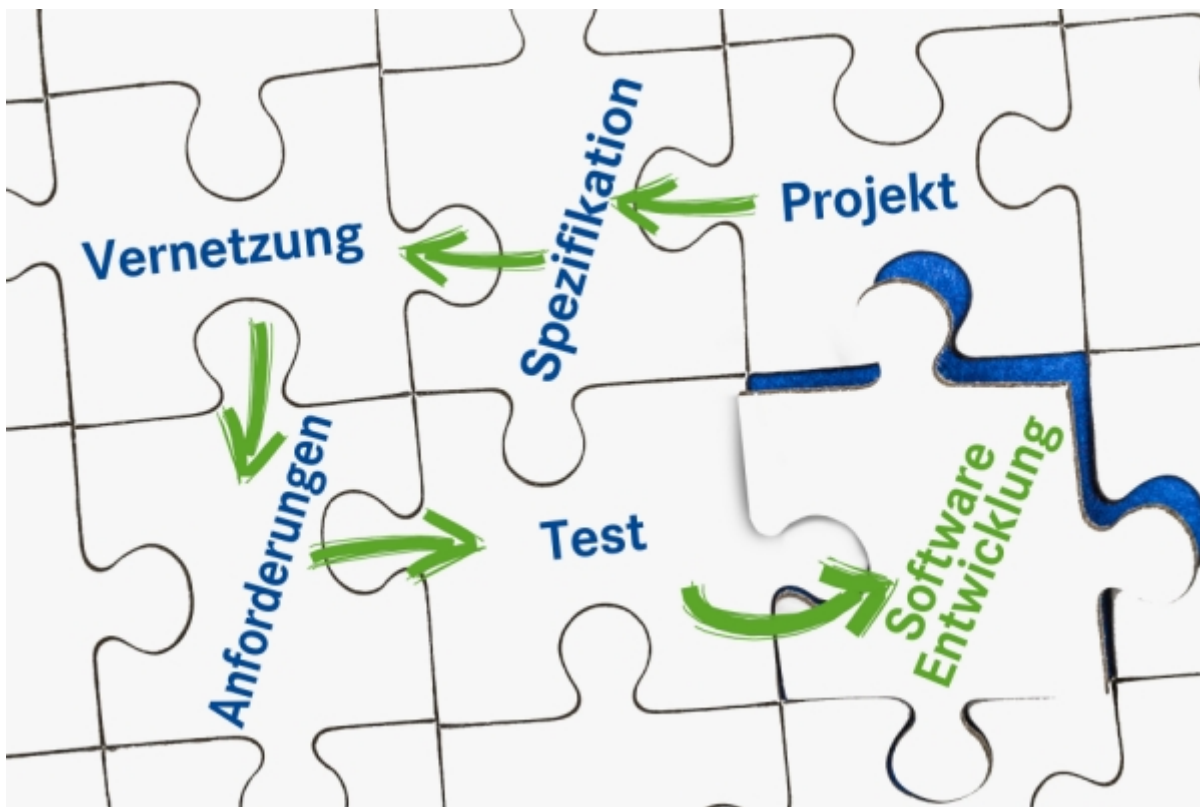 Projekt
Spezifikation
Vernetzung
Anforderungen
Test
Software
Entwicklung